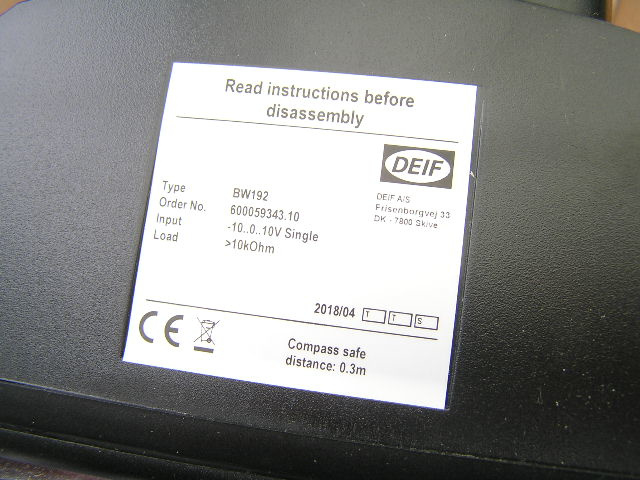 Read instructions before
disassembly
DEIF
DEIF A/S
Frisenborgvej 33
DK - 7800 Skive
Type BW192
Order No. 600059343.10
Input -10..0..10V Single
Load >10kOhm
2018/04 T T S
CE
Compass safe
distance: 0.3m